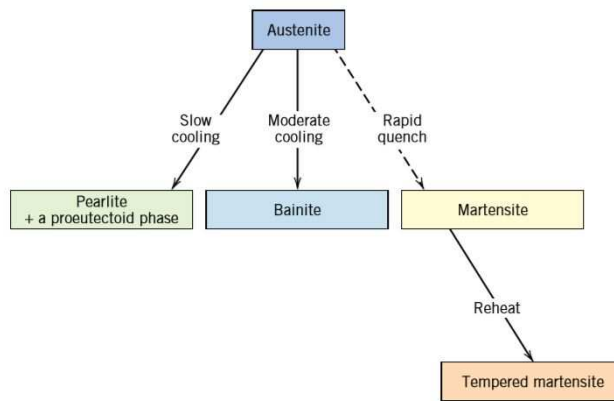 Austenite
Slow
cooling
Moderate
cooling
Rapid
quench
Pearlite
+ a proeutectoid phase
Bainite
Martensite
Reheat
Tempered martensite